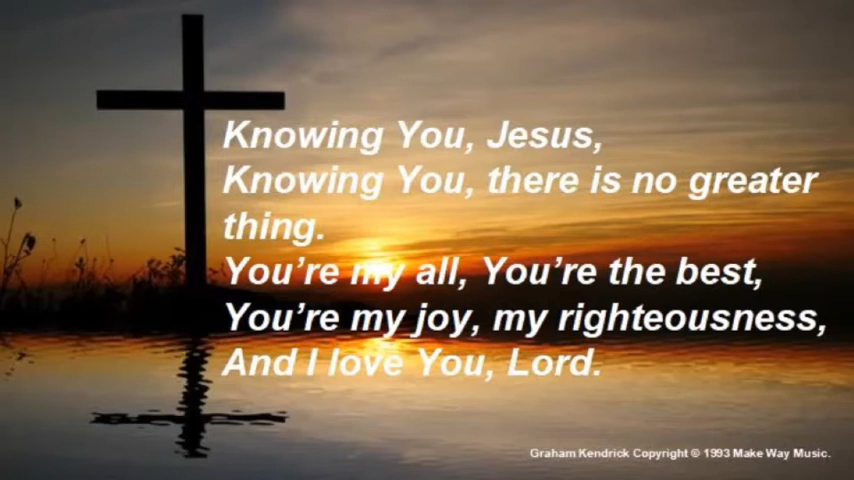 Knowing You, Jesus,
Knowing You, there is no greater
thing.
You’re my all, You’re the best,
You’re my joy, my righteousness,
And I love You, Lord.
Graham Kendrick Copyright © 1993 Make Way Music.